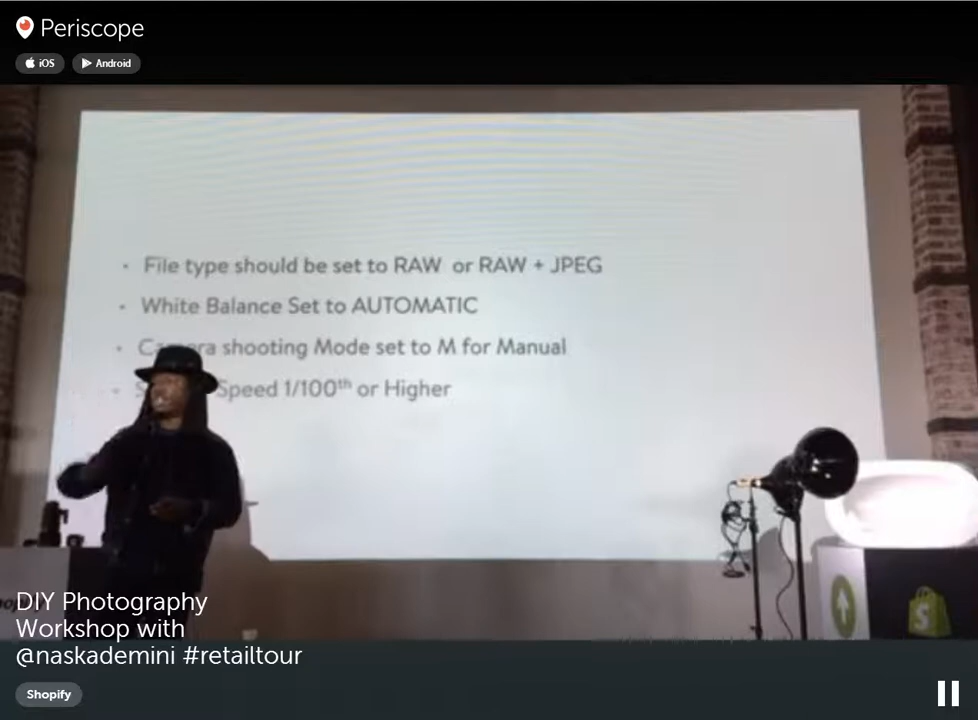 Periscope
iOS
Android
• File type should be set to RAW or RAW + JPEG
• White Balance Set to AUTOMATIC
• Camera shooting Mode set to M for Manual
• Speed 1/100th or Higher
DIY Photography
Workshop with
@naskademini #retailtour
Shopify
S